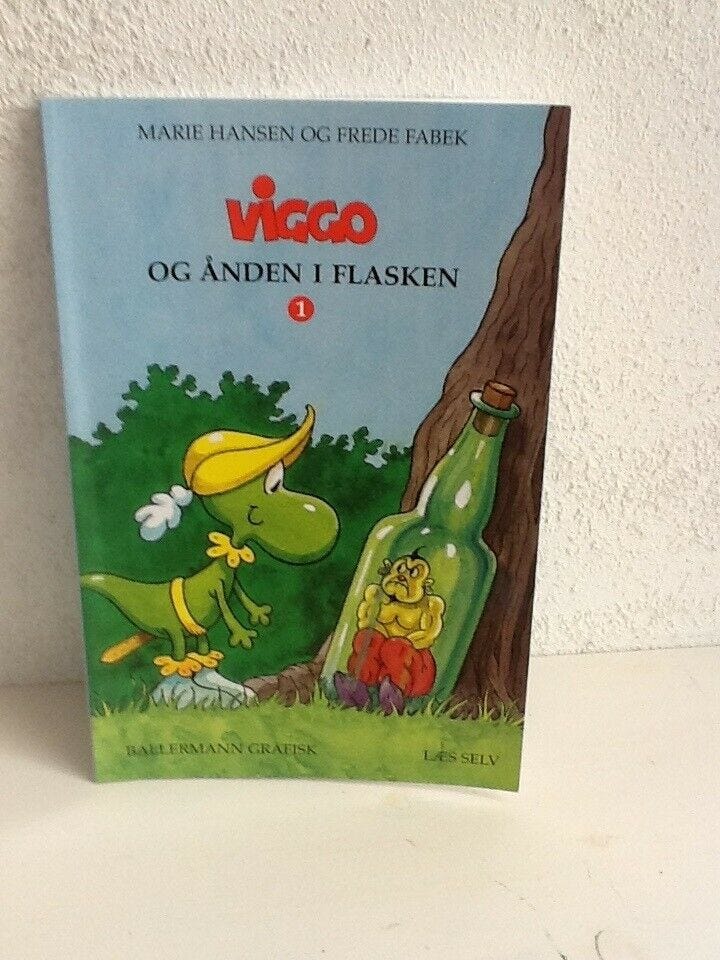 MARIE HANSEN OG FREDE FABEK
ViGGO
OG ÅNDEN I FLASKEN
1
BALLERMANN GRAFISK
LÆS SELV